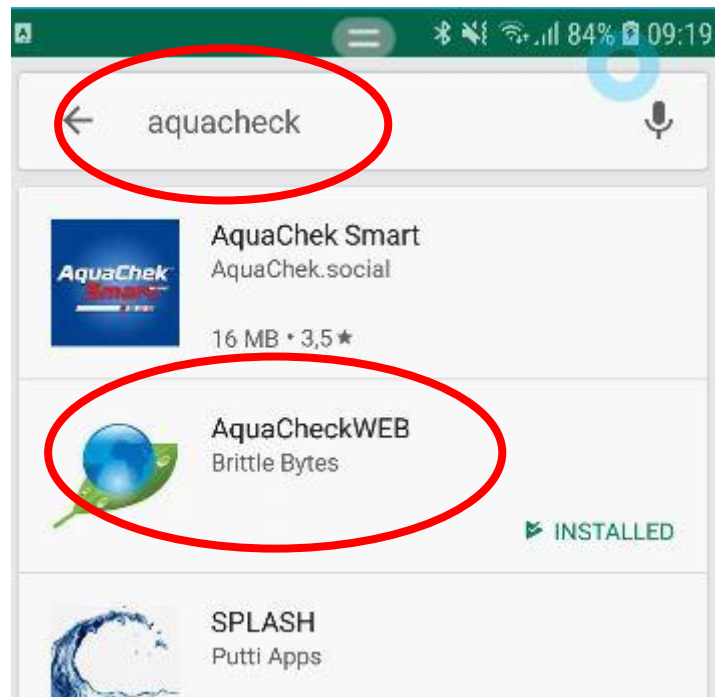 84% 09:19
aquacheck
AquaChek
Smart
AquaChek Smart
AquaChek.social
16 MB • 3,5★
AquaCheckWEB
Brittle Bytes
INSTALLED
SPLASH
Putti Apps